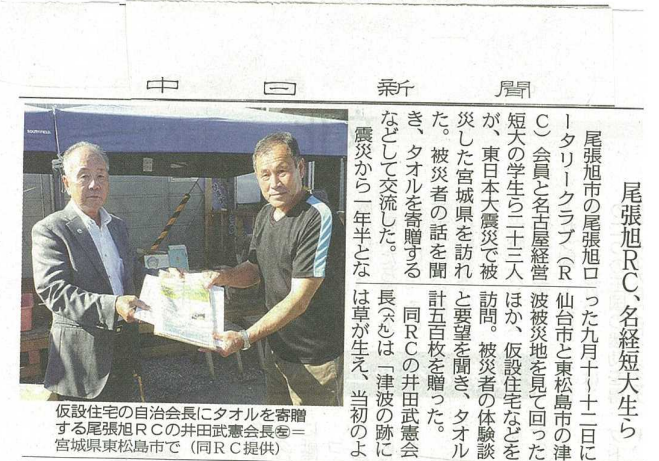 中日新聞
尾張旭RC、名経短大生ら
尾張旭市の尾張旭ロ
ータリークラブ（R
C）会員と名古屋経営
短大の学生ら二十三人
が、東日本大震災で被
災した宮城県を訪れ
た。被災者の話を聞
き、タオルを寄贈する
などして交流した。
震災から一年半とな
った九月十～十二日に
仙台市と東松島市の津
波被災地を見て回った
ほか、仮設住宅などを
訪問。被災者の体験談
と要望を聞き、タオル
計五百枚を贈った。
同RCの井田武憲会
長（六九）は「津波の跡に
は草が生え、当初のよ
仮設住宅の自治会長にタオルを寄贈
する尾張旭RCの井田武憲会長㊧＝
宮城県東松島市で（同RC提供）